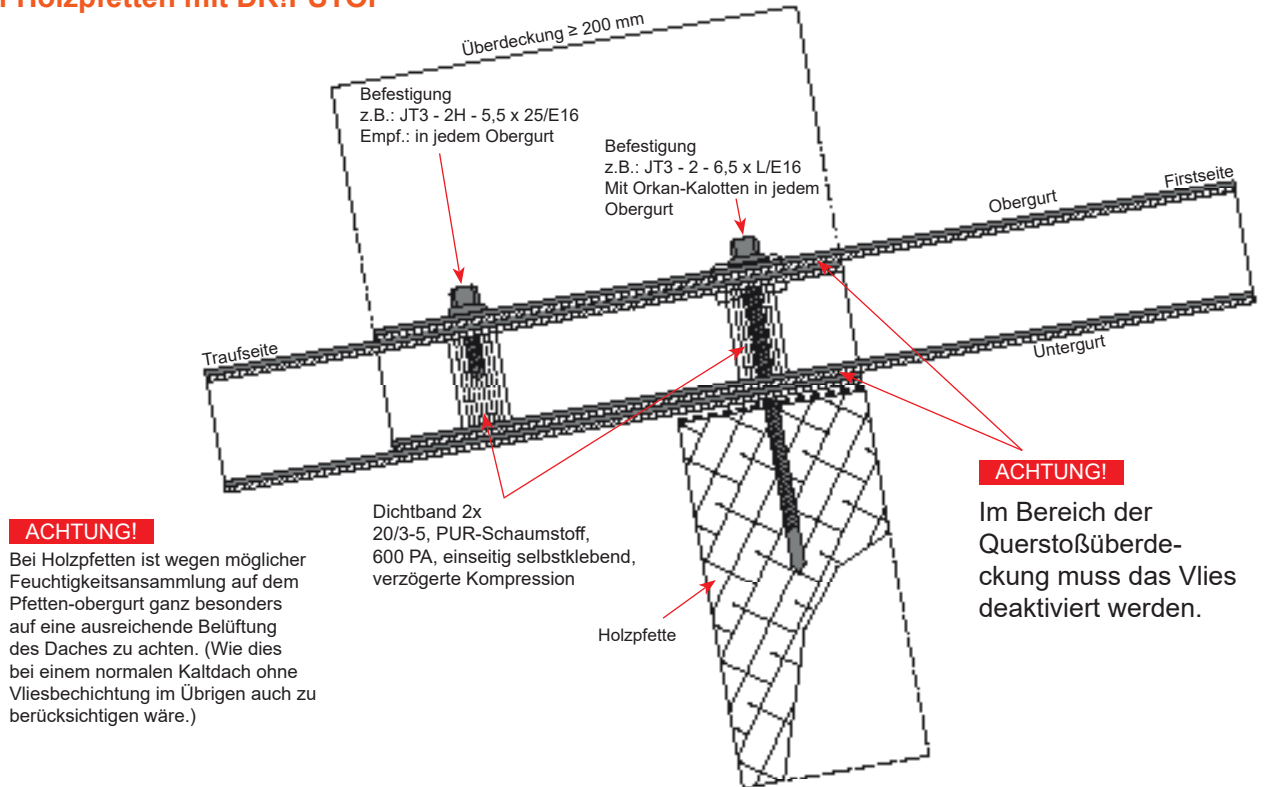 Holzpfetten mit
Überdeckung ≥ 200 mm
Befestigung
z.B.: JT3 - 2H - 5,5 x 25/E16
Empf.: in jedem Obergurt
Befestigung
z.B.: JT3 - 2 - 6,5 x L/E16
Mit Orkan-Kalotten in jedem
Obergurt
Firstseite
Obergurt
Traufseite
Untergurt
ACHTUNG!
Bei Holzpfetten ist wegen möglicher
Feuchtigkeitsansammlung auf dem
Pfetten-obergurt ganz besonders
auf eine ausreichende Belüftung
des Daches zu achten. (Wie dies
bei einem normalen Kaltdach ohne
Vliesbechichtung im Übrigen auch zu
berücksichtigen wäre.)
Dichtband 2x
20/3-5, PUR-Schaumstoff,
600 PA, einseitig selbstklebend,
verzögerte Kompression
Holzpfette
ACHTUNG!
Im Bereich der
Querstoßüberde-
ckung muss das Vlies
deaktiviert werden.